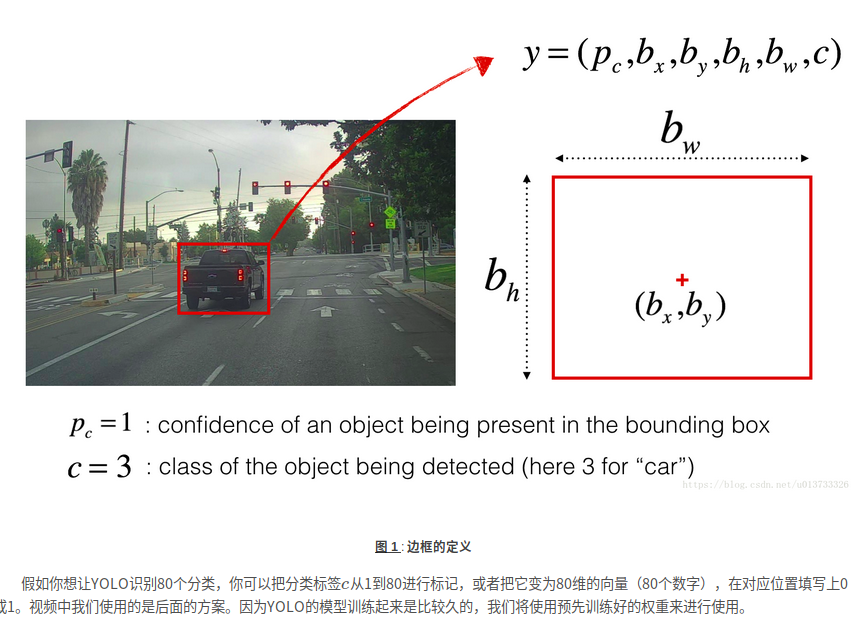 y = (p_c, b_x, b_y, b_h, b_w, c)
b_w
b_h
(b_x, b_y)
p_c = 1 : confidence of an object being present in the bounding box
c = 3 : class of the object being detected (here 3 for “car”)
https://blog.csdn.net/u013733326
图 1 : 边框的定义
假如你想让YOLO识别80个分类，你可以把分类标签c从1到80进行标记，或者把它变为80维的向量（80个数字），在对应位置填写上0
或1。视频中我们使用的是后面的方案。因为YOLO的模型训练起来是比较久的，我们将使用预先训练好的权重来进行使用。